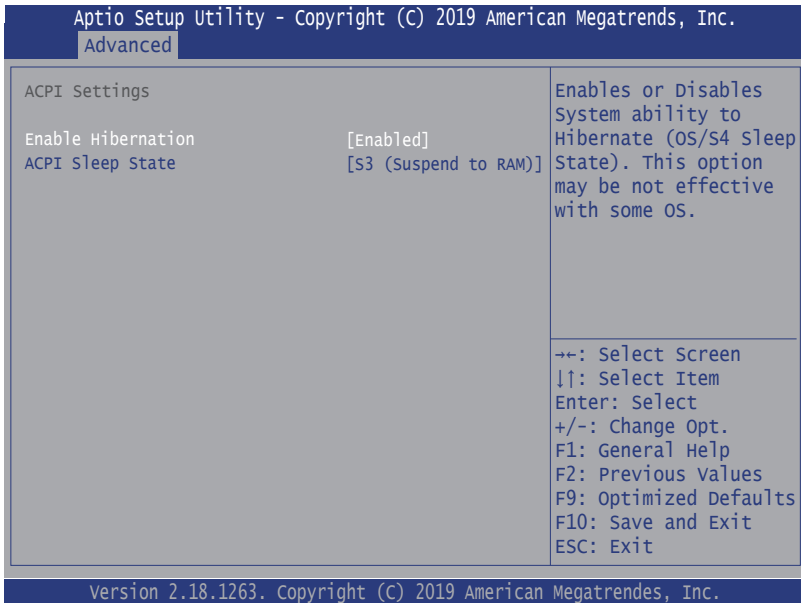 Aptio Setup Utility - Copyright (C) 2019 American Megatrends, Inc.
Advanced
ACPI Settings
Enable Hibernation [Enabled]
ACPI Sleep State [S3 (Suspend to RAM)]
Enables or Disables
System ability to
Hibernate (OS/S4 Sleep
State). This option
may be not effective
with some OS.
→←: Select Screen
↓↑: Select Item
Enter: Select
+/-: Change Opt.
F1: General Help
F2: Previous Values
F9: Optimized Defaults
F10: Save and Exit
ESC: Exit
Version 2.18.1263. Copyright (C) 2019 American Megatrendes, Inc.